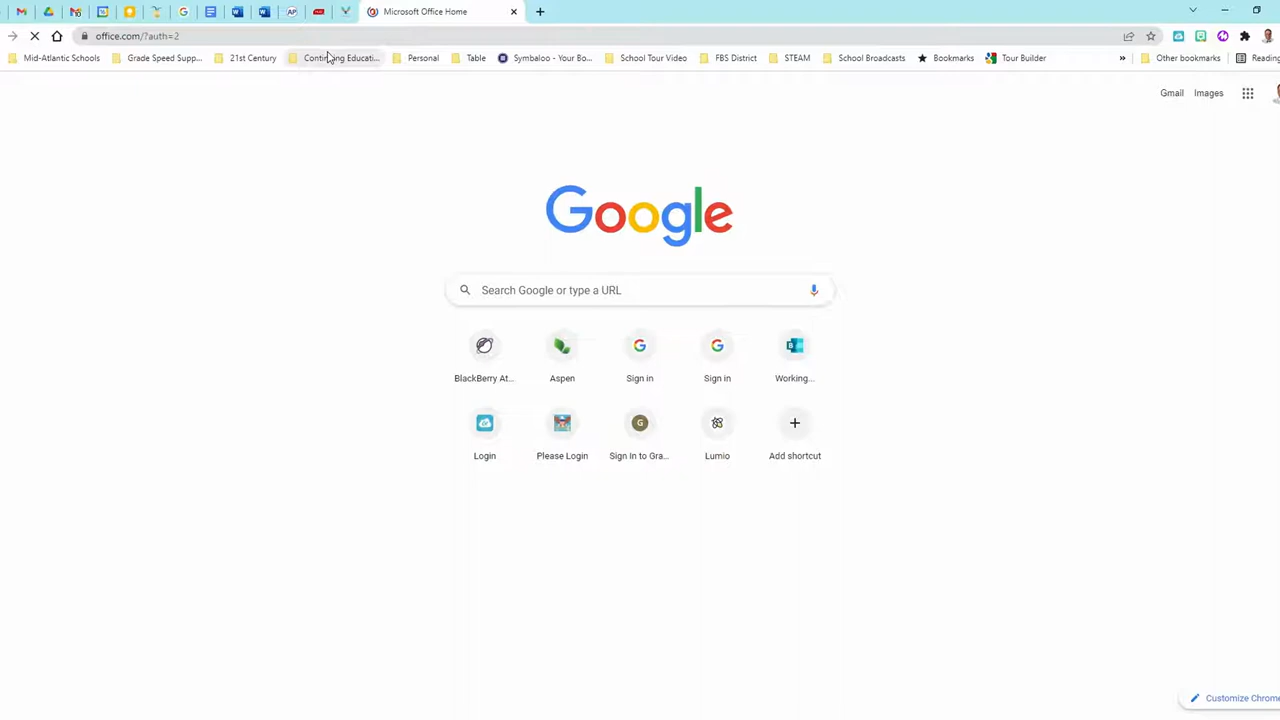 Microsoft Office Home
office.com/?auth=2
Mid-Atlantic Schools Grade Speed Supp... 21st Century Continuing Educati... Personal Table Symbaloo - Your Bo... School Tour Video FBS District STEAM School Broadcasts Bookmarks Tour Builder » Other bookmarks Reading
Gmail Images
Google
Search Google or type a URL
BlackBerry At... Aspen Sign in Sign in Working...
Login Please Login Sign In to Gra... Lumio Add shortcut
Customize Chrome